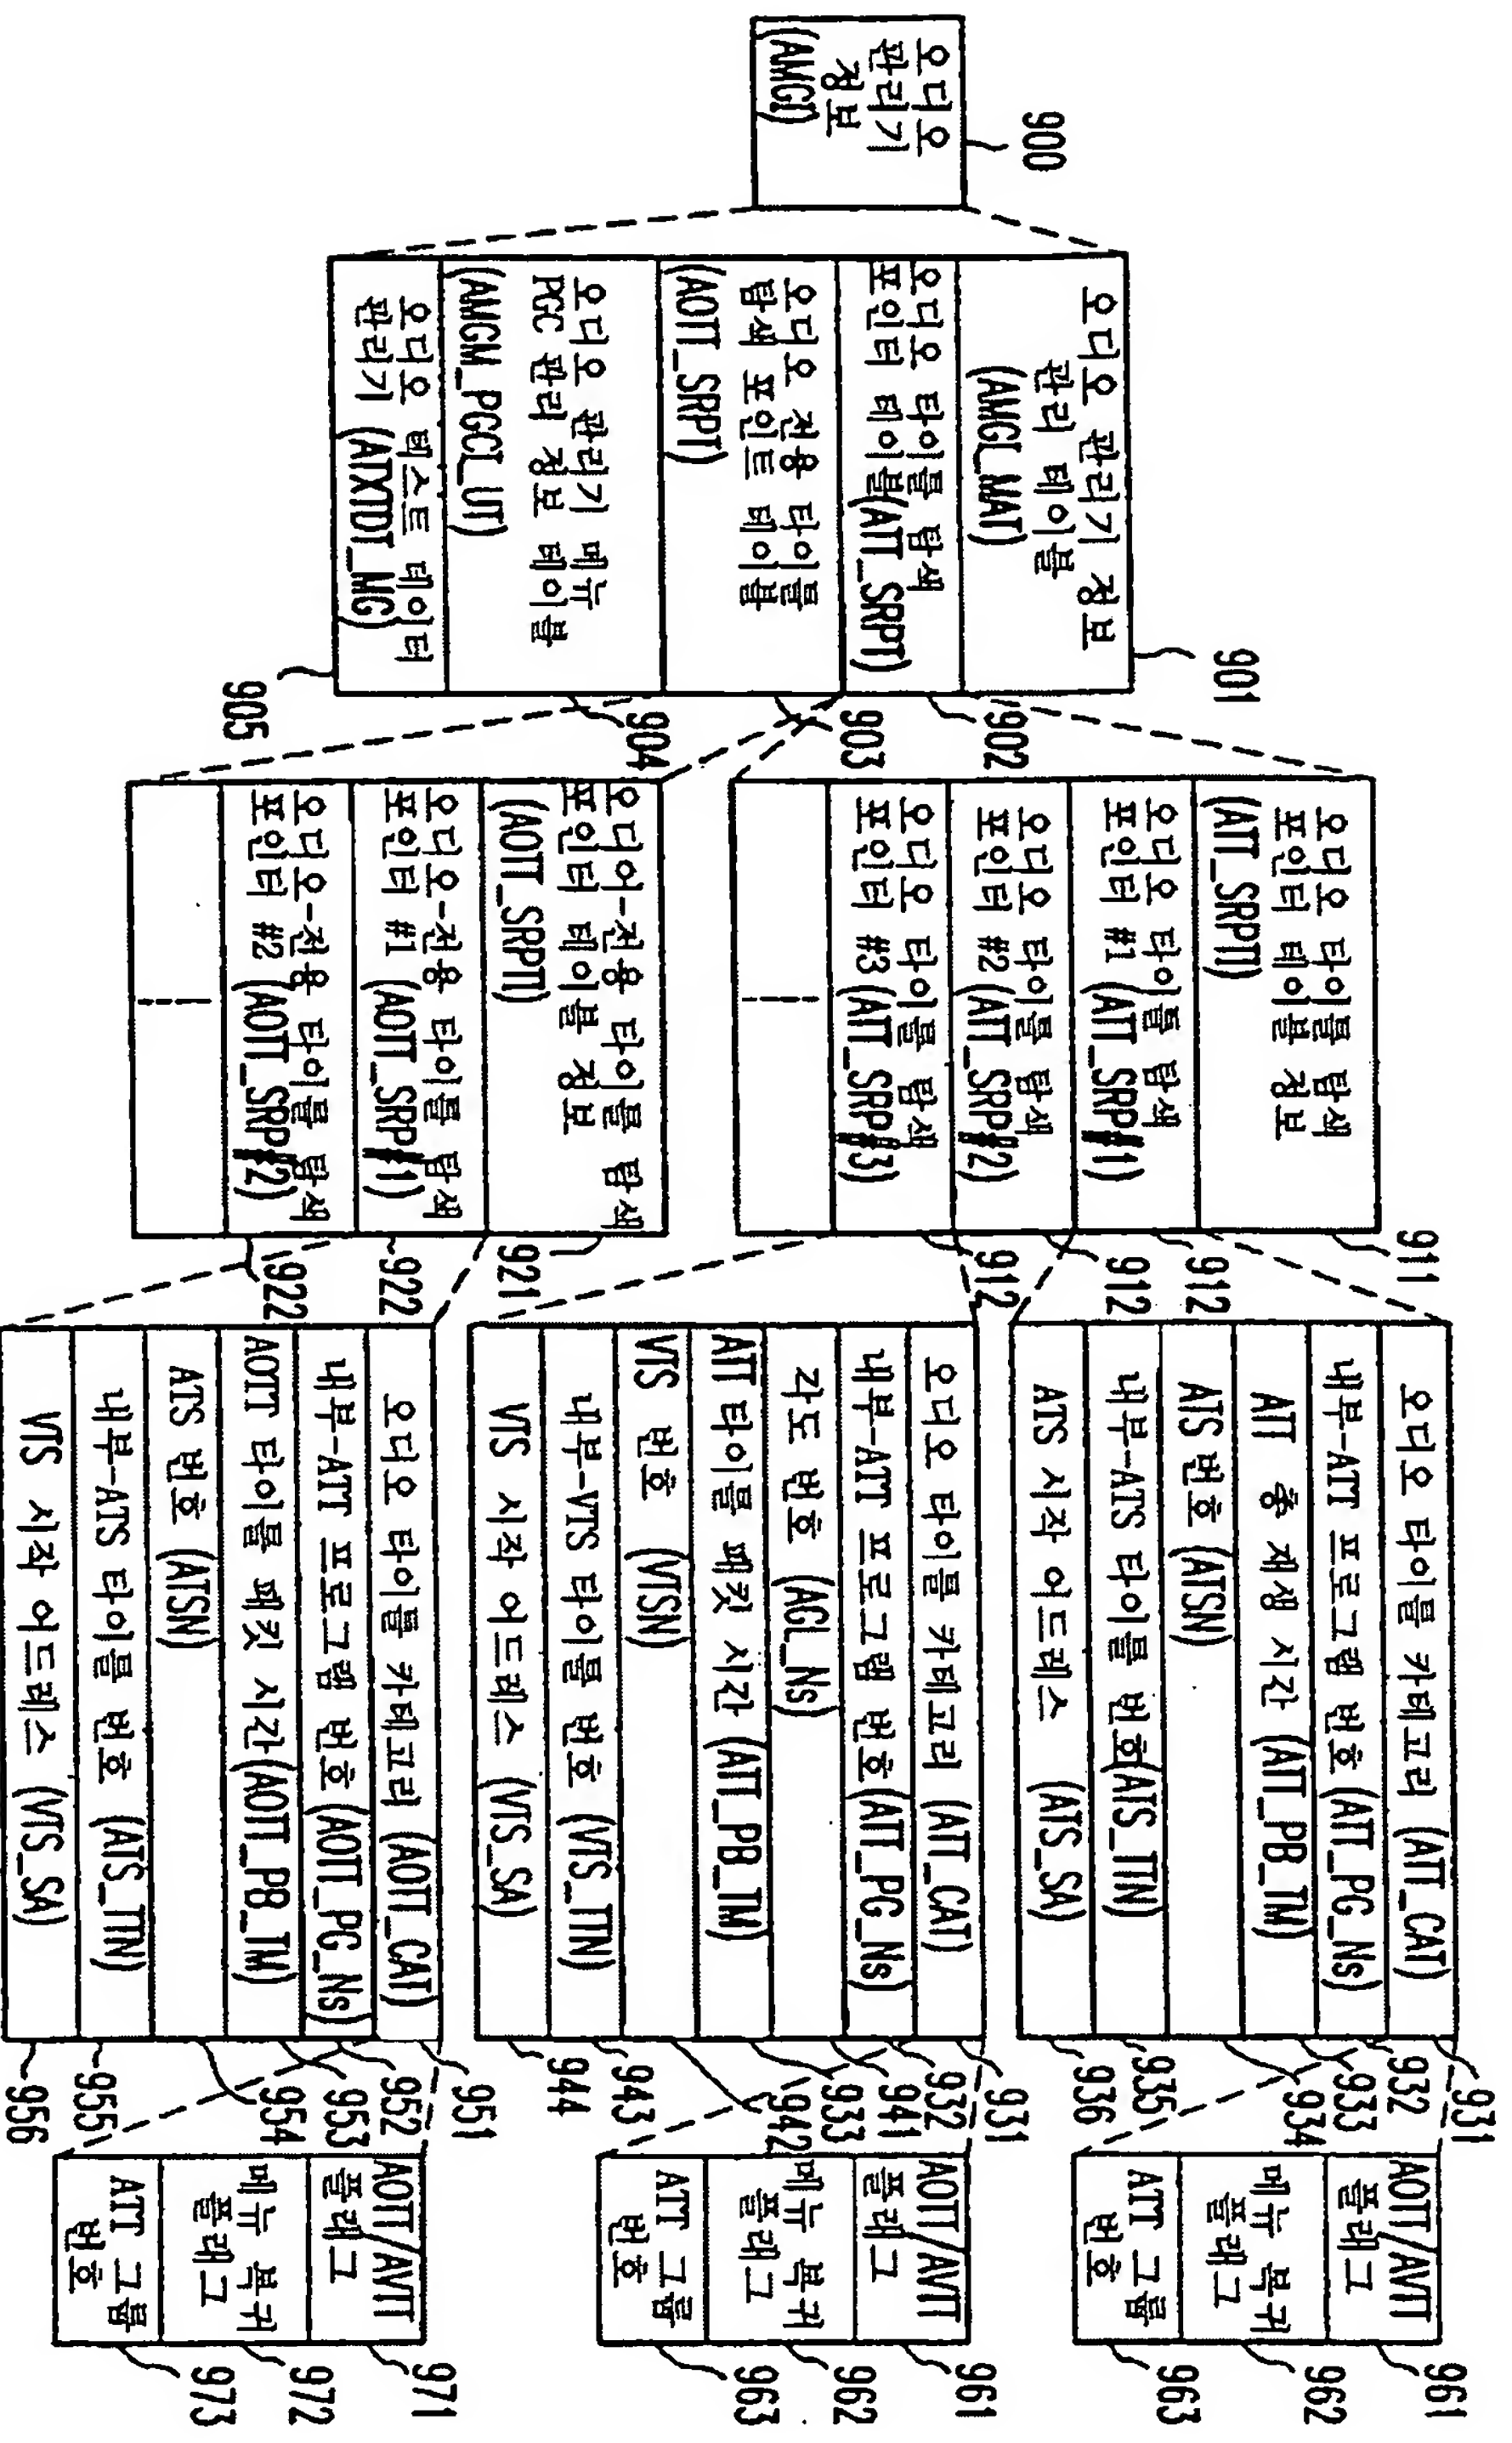 오디오
관리기
정보
(AMGI)
900
오디오 관리기 정보
관리 테이블
(AMGI_MAT)
오디오 타이틀 탐색
포인터 테이블(ATT_SRPT)
오디오 전용 타이틀
탐색 포인트 테이블
(AOTT_SRPT)
오디오 관리기 메뉴
PGC 관리 정보 테이블
(AMGM_PGCI_UT)
오디오 텍스트 데이터
관리기 (ATXTDT_MG)
901
902
903
904
905
오디오 타이틀 탐색
포인터 테이블 정보
(ATT_SRPTI)
오디오 타이틀 탐색
포인터 #1 (ATT_SRP#1)
오디오 타이틀 탐색
포인터 #2 (ATT_SRP#2)
오디오 타이틀 탐색
포인터 #3 (ATT_SRP#3)
911
912
912
912
오디어-전용 타이틀 탐색
포인터 테이블 정보
(AOTT_SRPTI)
오디오-전용 타이틀 탐색
포인터 #1 (AOTT_SRP#1)
오디오-전용 타이틀 탐색
포인터 #2 (AOTT_SRP#2)
921
922
922
오디오 타이틀 카테고리 (ATT_CAT)
내부-ATT 프로그램 번호 (ATT_PG_Ns)
ATT 총 재생 시간 (ATT_PB_TM)
ATS 번호 (ATSN)
내부-ATS 타이틀 번호(ATS_TTN)
ATS 시작 어드레스 (ATS_SA)
931
932
933
934
935
936
오디오 타이틀 카테고리 (ATT_CAT)
내부-ATT 프로그램 번호(ATT_PG_Ns)
각도 번호 (AGL_Ns)
ATT 타이틀 패킷 시간 (ATT_PB_TM)
VTS 번호 (VTSN)
내부-VTS 타이틀 번호 (VTS_TTN)
VTS 시작 어드레스 (VTS_SA)
931
932
941
933
942
943
944
오디오 타이틀 카테고리 (AOTT_CAT)
내부-ATT 프로그램 번호(AOTT_PG_Ns)
AOTT 타이틀 패킷 시간(AOTT_PB_TM)
ATS 번호 (ATSN)
내부-ATS 타이틀 번호 (ATS_TTN)
VTS 시작 어드레스 (VTS_SA)
951
952
953
954
955
956
AOTT/AVTT
플래그
메뉴 복귀
플래그
ATT 그룹
번호
961
962
963
AOTT/AVTT
플래그
메뉴 복귀
플래그
ATT 그룹
번호
961
962
963
AOTT/AVTT
플래그
메뉴 복귀
플래그
ATT 그룹
번호
971
972
973